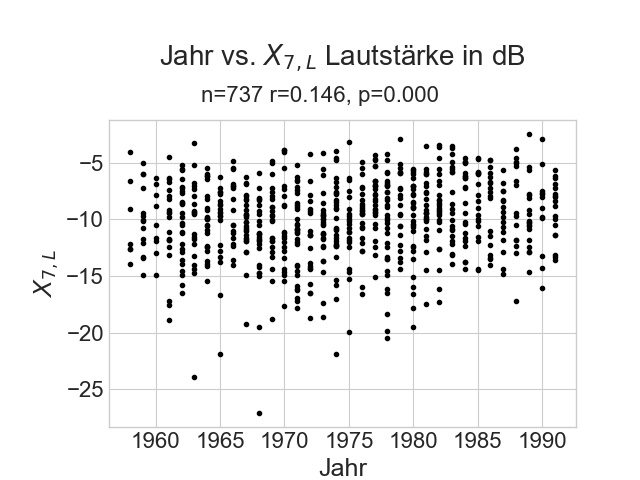 Jahr vs. X7, L Lautstärke in dB
n=737 r=0.146, p=0.000
X7, L
−5
−10
−15
−20
−25
1960 1965 1970 1975 1980 1985 1990
Jahr